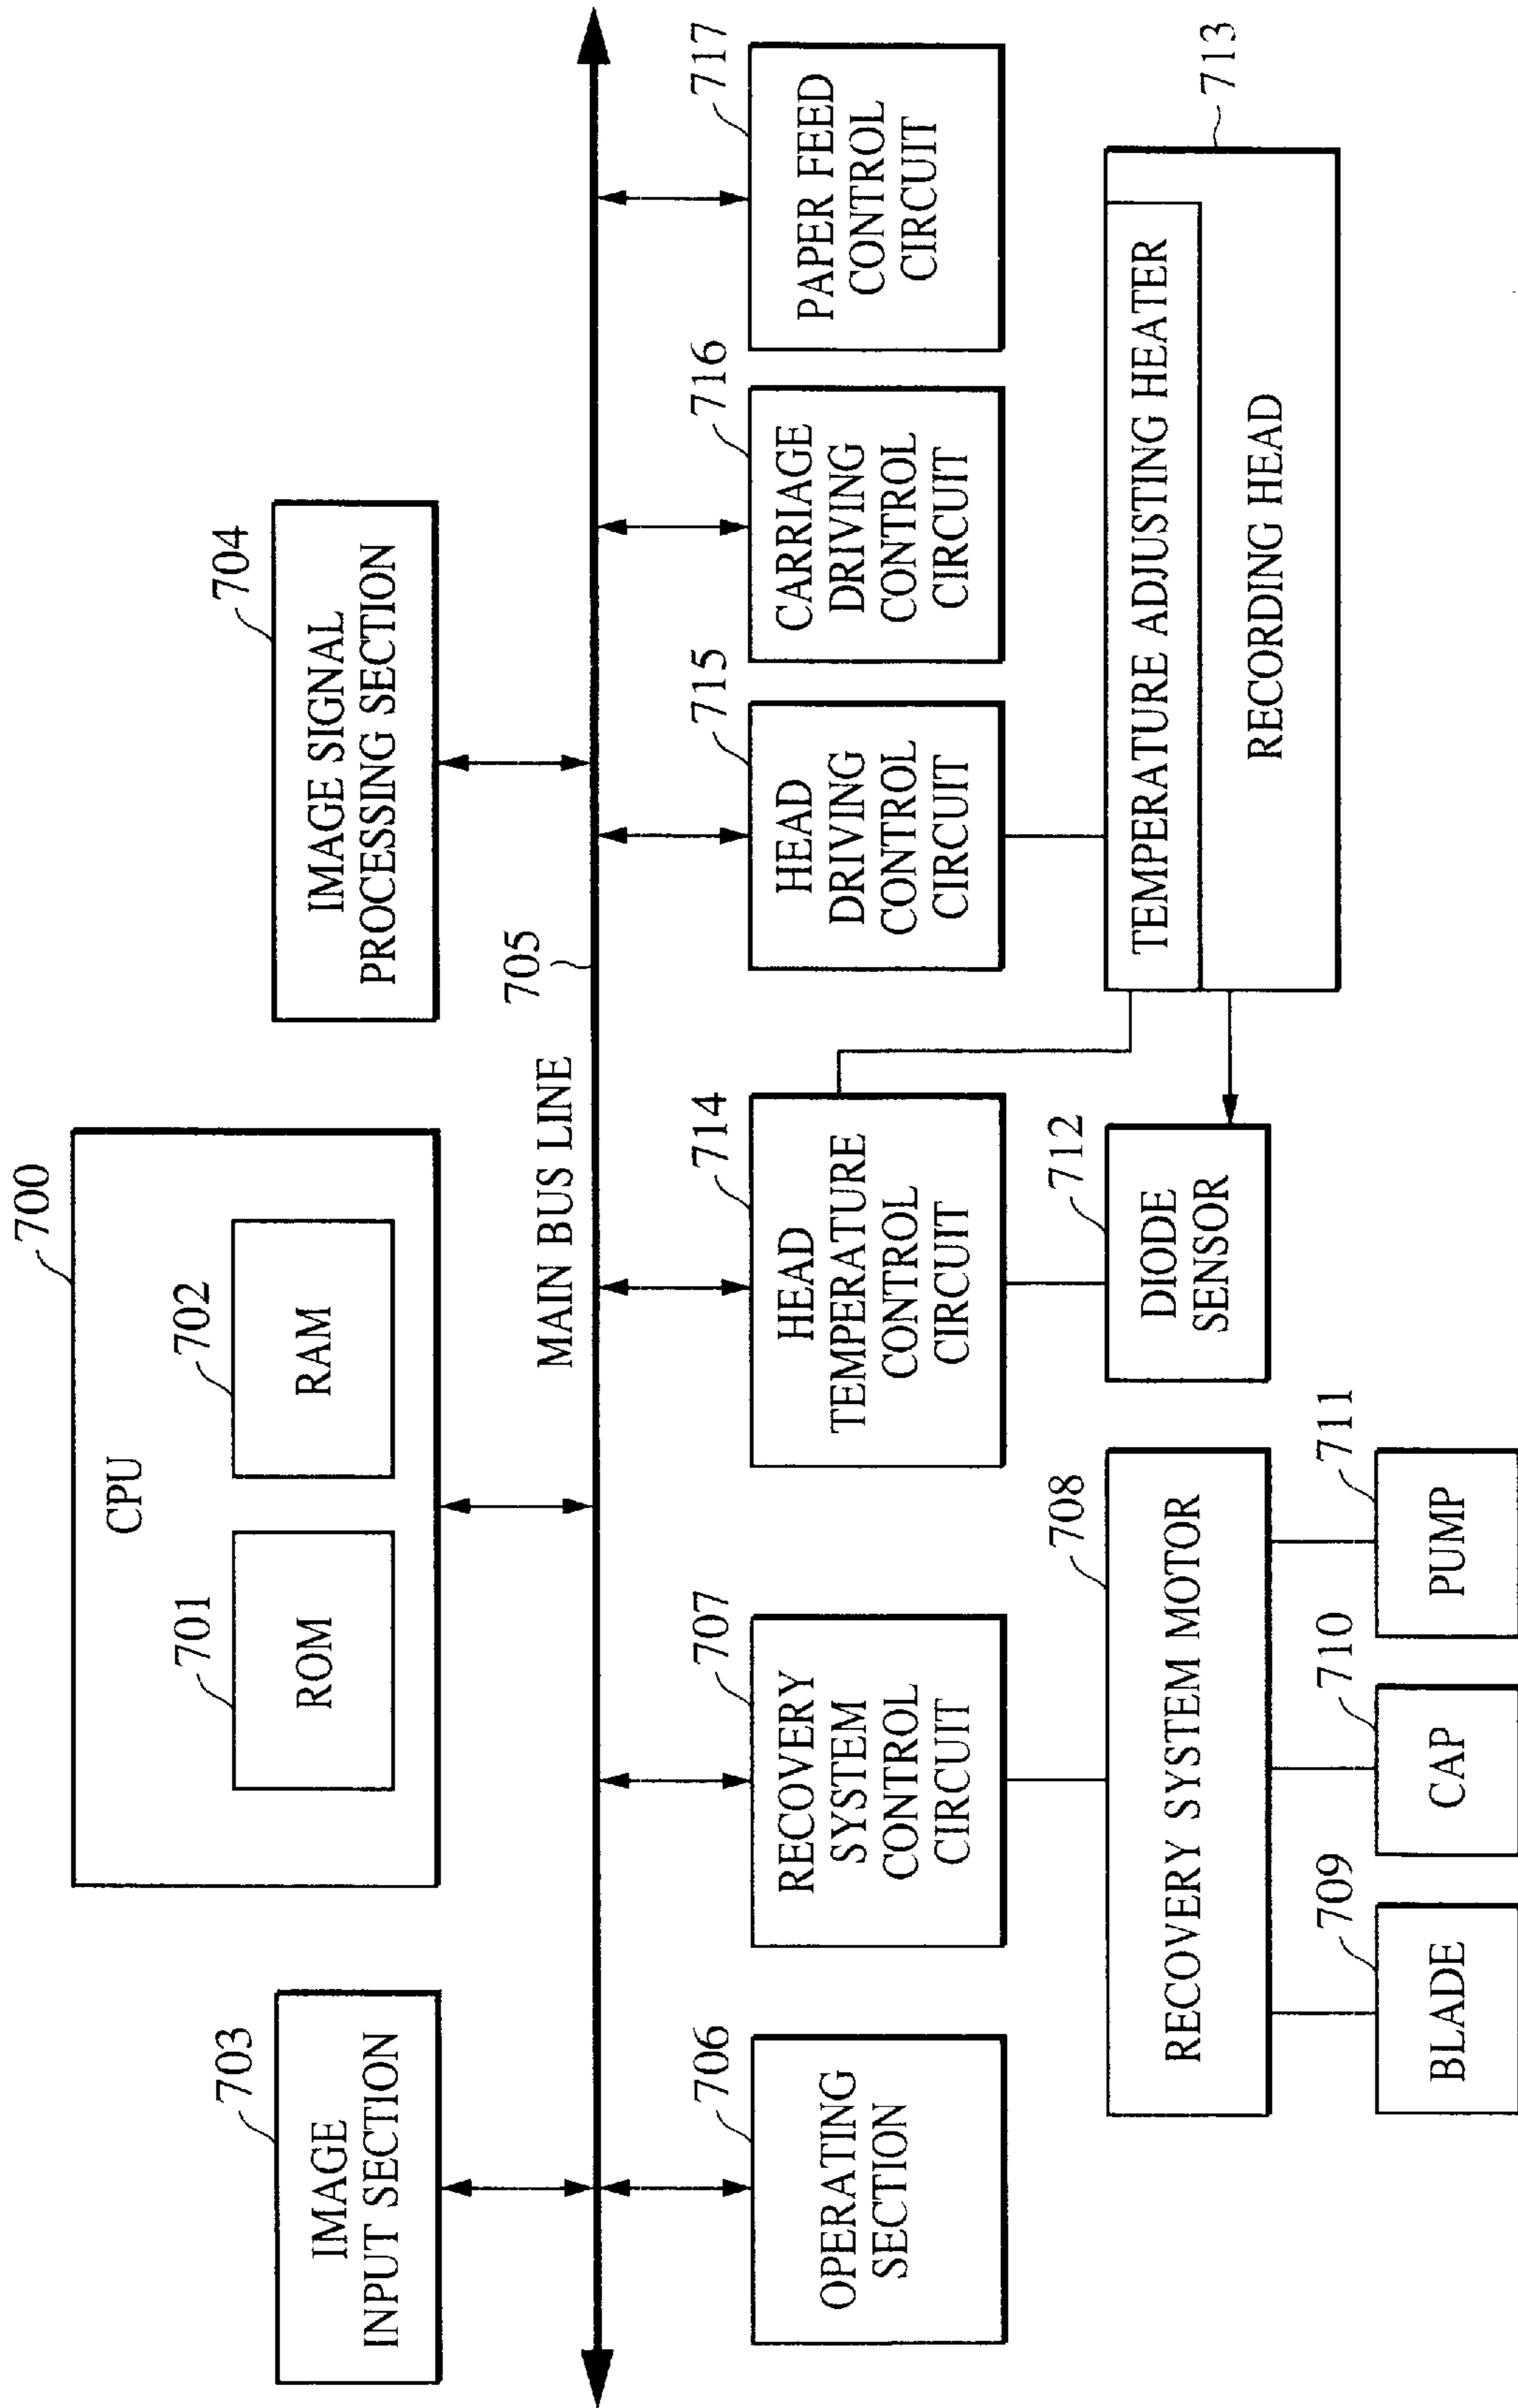 700
CPU
701
ROM
702
RAM
703
IMAGE
INPUT SECTION
704
IMAGE SIGNAL
PROCESSING SECTION
MAIN BUS LINE
705
706
OPERATING
SECTION
707
RECOVERY
SYSTEM
CONTROL
CIRCUIT
714
HEAD
TEMPERATURE
CONTROL
CIRCUIT
715
HEAD
DRIVING
CONTROL
CIRCUIT
716
CARRIAGE
DRIVING
CONTROL
CIRCUIT
717
PAPER FEED
CONTROL
CIRCUIT
708
RECOVERY SYSTEM MOTOR
712
DIODE
SENSOR
713
TEMPERATURE ADJUSTING HEATER
RECORDING HEAD
709
BLADE
710
CAP
711
PUMP